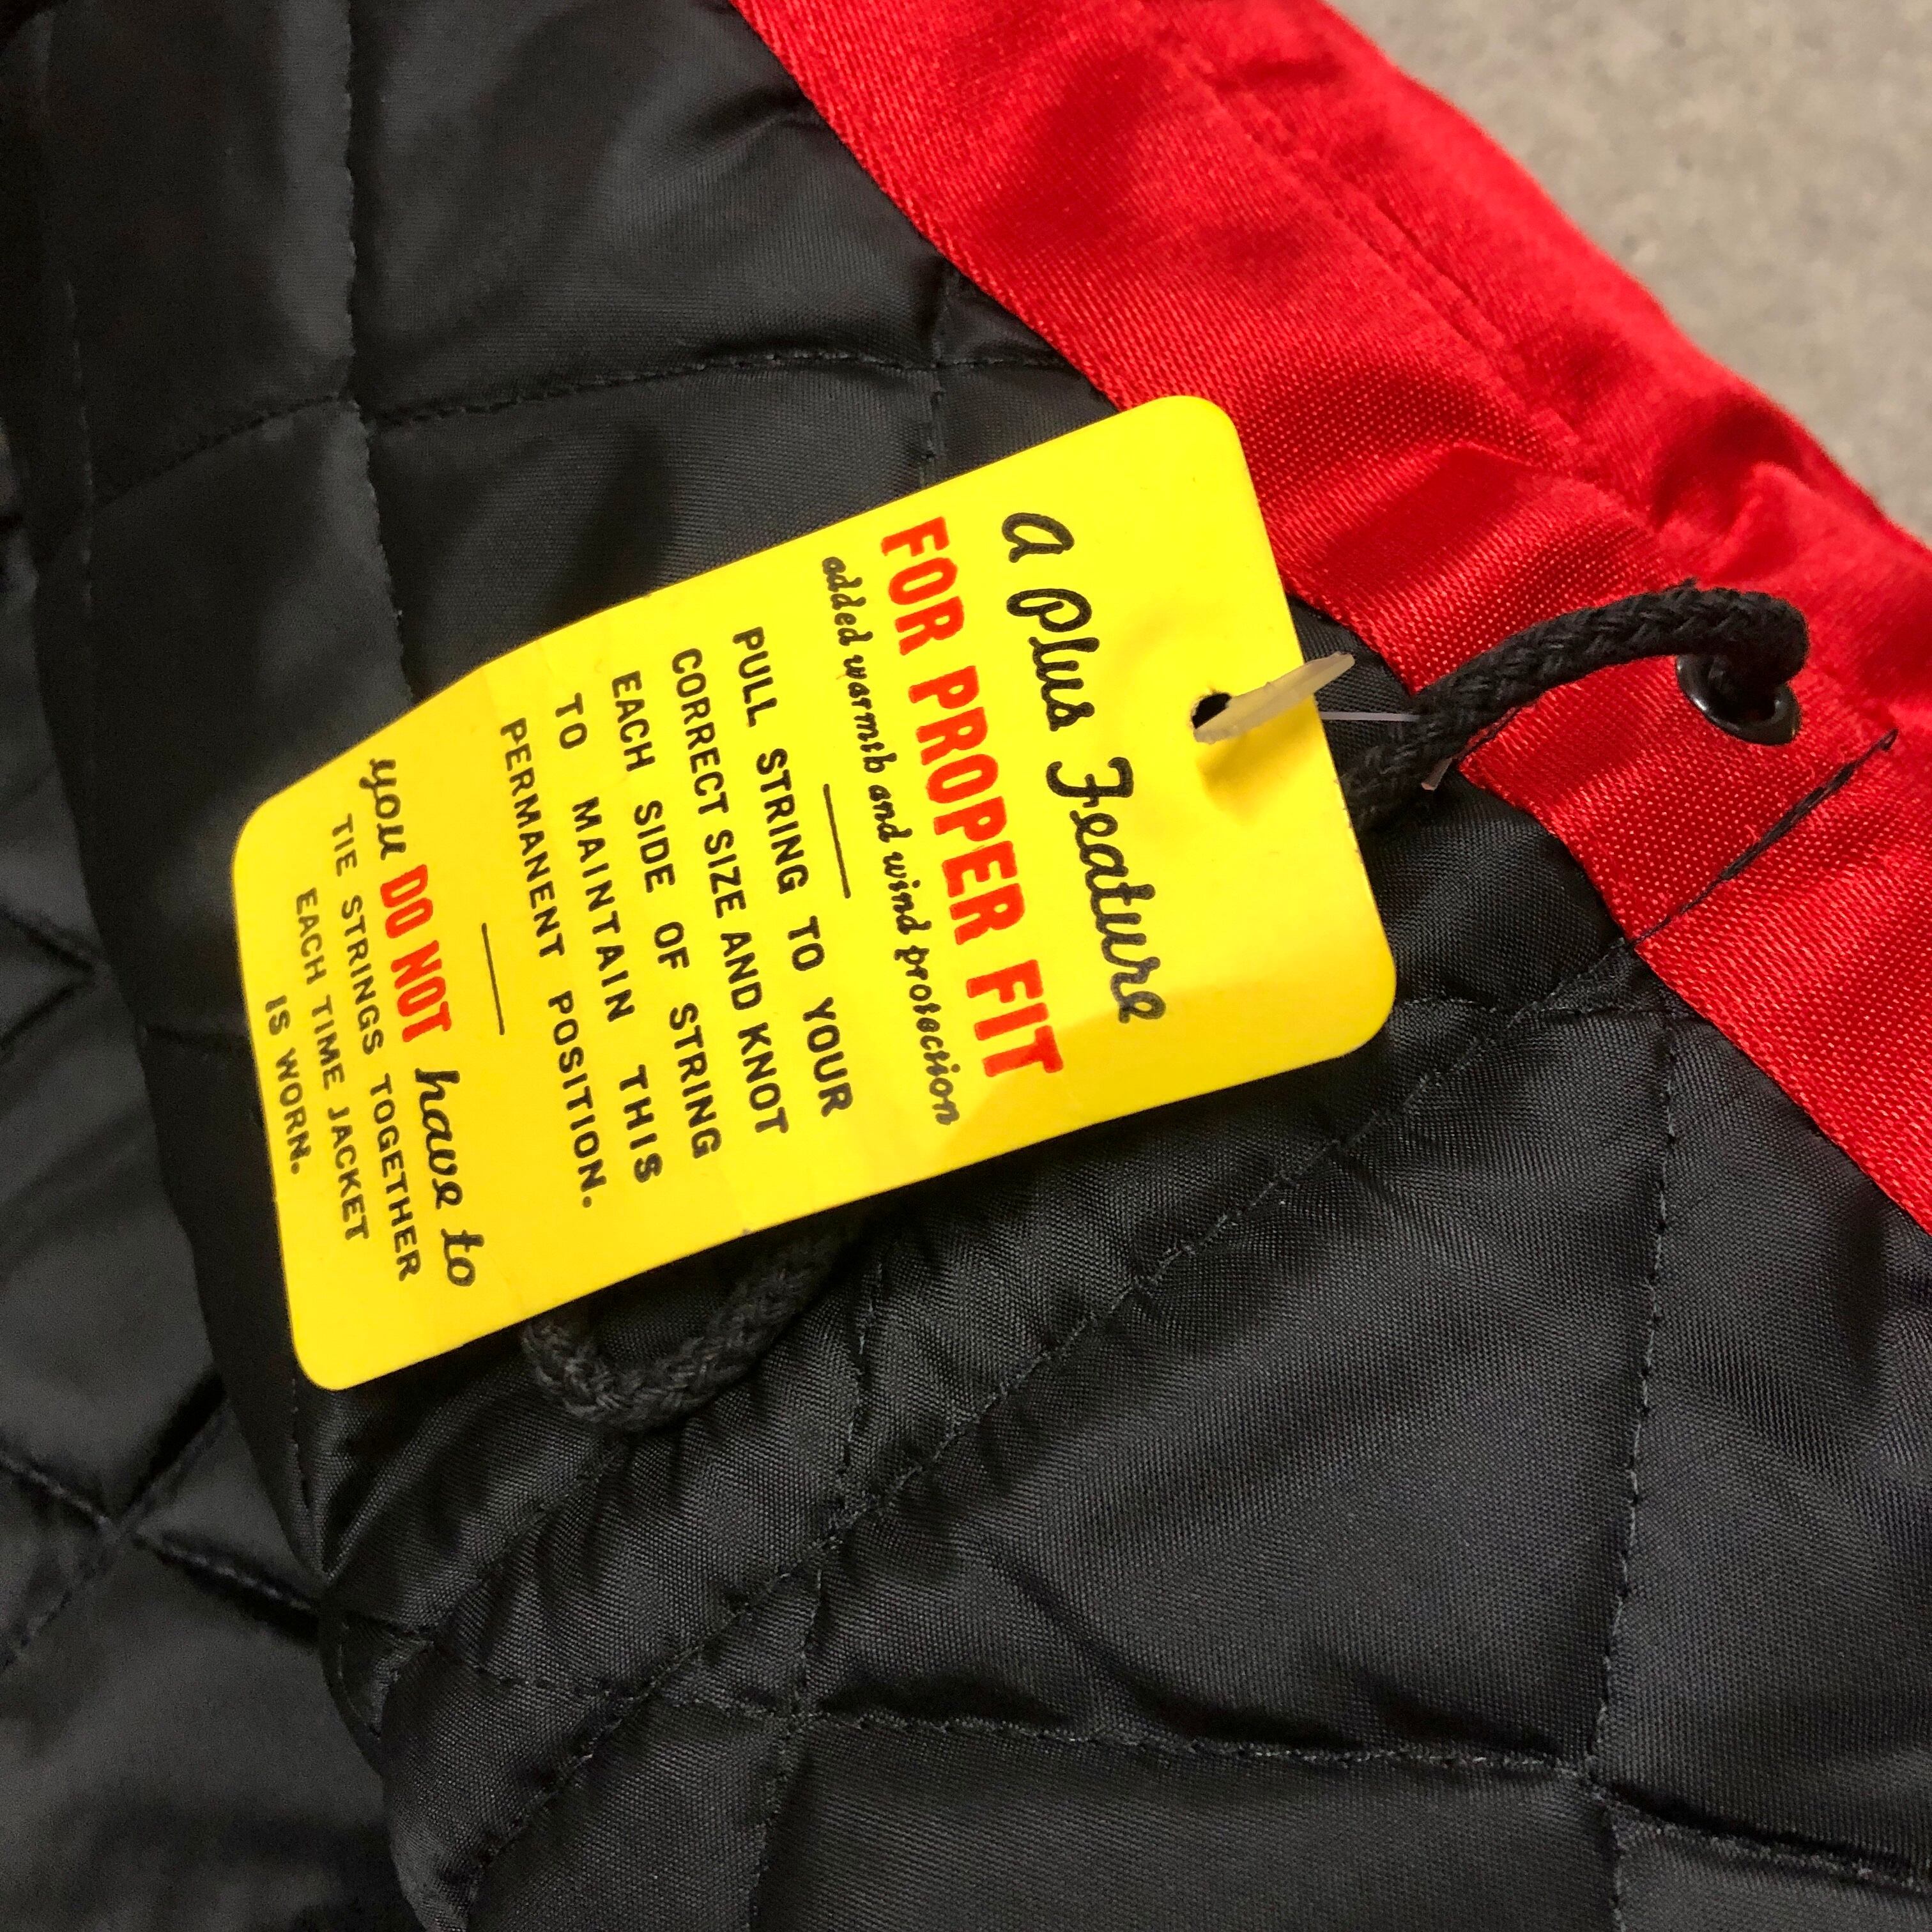 a Plus Feature
FOR PROPER FIT
added warmth and wind protection
PULL STRING TO YOUR
CORRECT SIZE AND KNOT
EACH SIDE OF STRING
TO MAINTAIN THIS
PERMANENT POSITION.
you DO NOT have to
TIE STRINGS TOGETHER
EACH TIME JACKET
IS WORN.